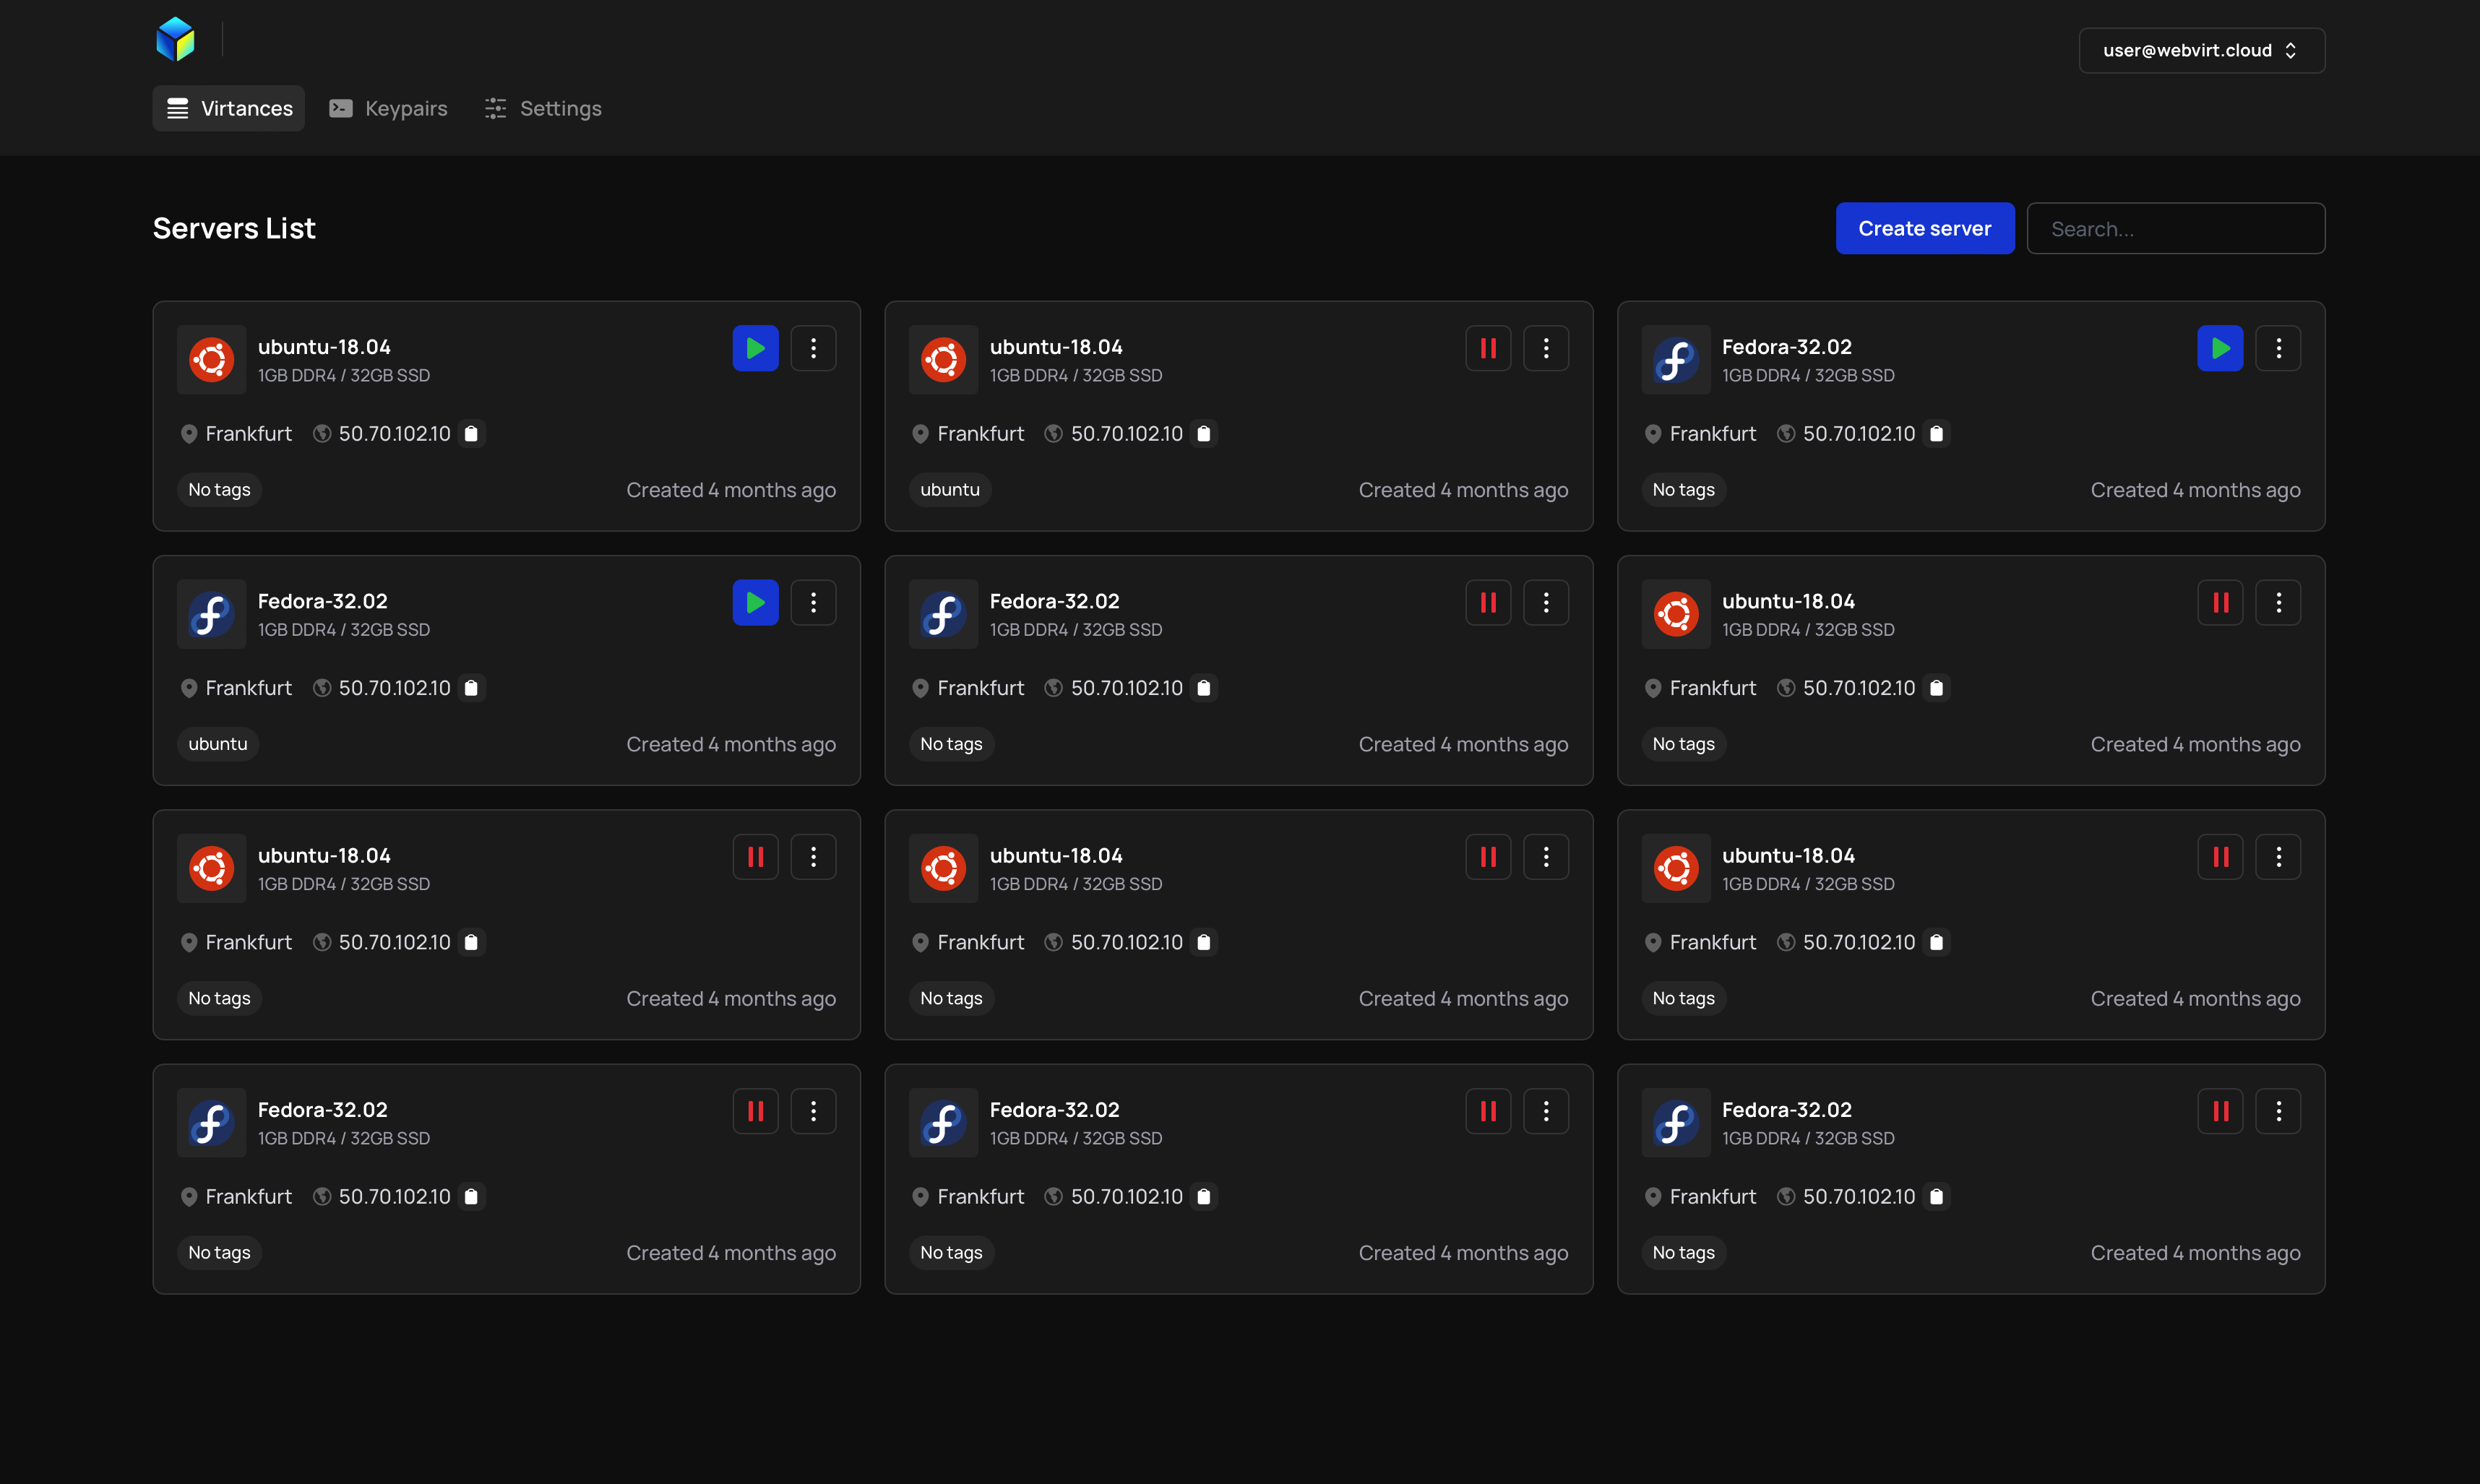 user@webvirt.cloud
Virtances Keypairs Settings
Servers List
Create server
Search...
ubuntu-18.04
1GB DDR4 / 32GB SSD
Frankfurt 50.70.102.10
No tags Created 4 months ago
ubuntu-18.04
1GB DDR4 / 32GB SSD
Frankfurt 50.70.102.10
ubuntu Created 4 months ago
Fedora-32.02
1GB DDR4 / 32GB SSD
Frankfurt 50.70.102.10
No tags Created 4 months ago
Fedora-32.02
1GB DDR4 / 32GB SSD
Frankfurt 50.70.102.10
ubuntu Created 4 months ago
Fedora-32.02
1GB DDR4 / 32GB SSD
Frankfurt 50.70.102.10
No tags Created 4 months ago
ubuntu-18.04
1GB DDR4 / 32GB SSD
Frankfurt 50.70.102.10
No tags Created 4 months ago
ubuntu-18.04
1GB DDR4 / 32GB SSD
Frankfurt 50.70.102.10
No tags Created 4 months ago
ubuntu-18.04
1GB DDR4 / 32GB SSD
Frankfurt 50.70.102.10
No tags Created 4 months ago
ubuntu-18.04
1GB DDR4 / 32GB SSD
Frankfurt 50.70.102.10
No tags Created 4 months ago
Fedora-32.02
1GB DDR4 / 32GB SSD
Frankfurt 50.70.102.10
No tags Created 4 months ago
Fedora-32.02
1GB DDR4 / 32GB SSD
Frankfurt 50.70.102.10
No tags Created 4 months ago
Fedora-32.02
1GB DDR4 / 32GB SSD
Frankfurt 50.70.102.10
No tags Created 4 months ago